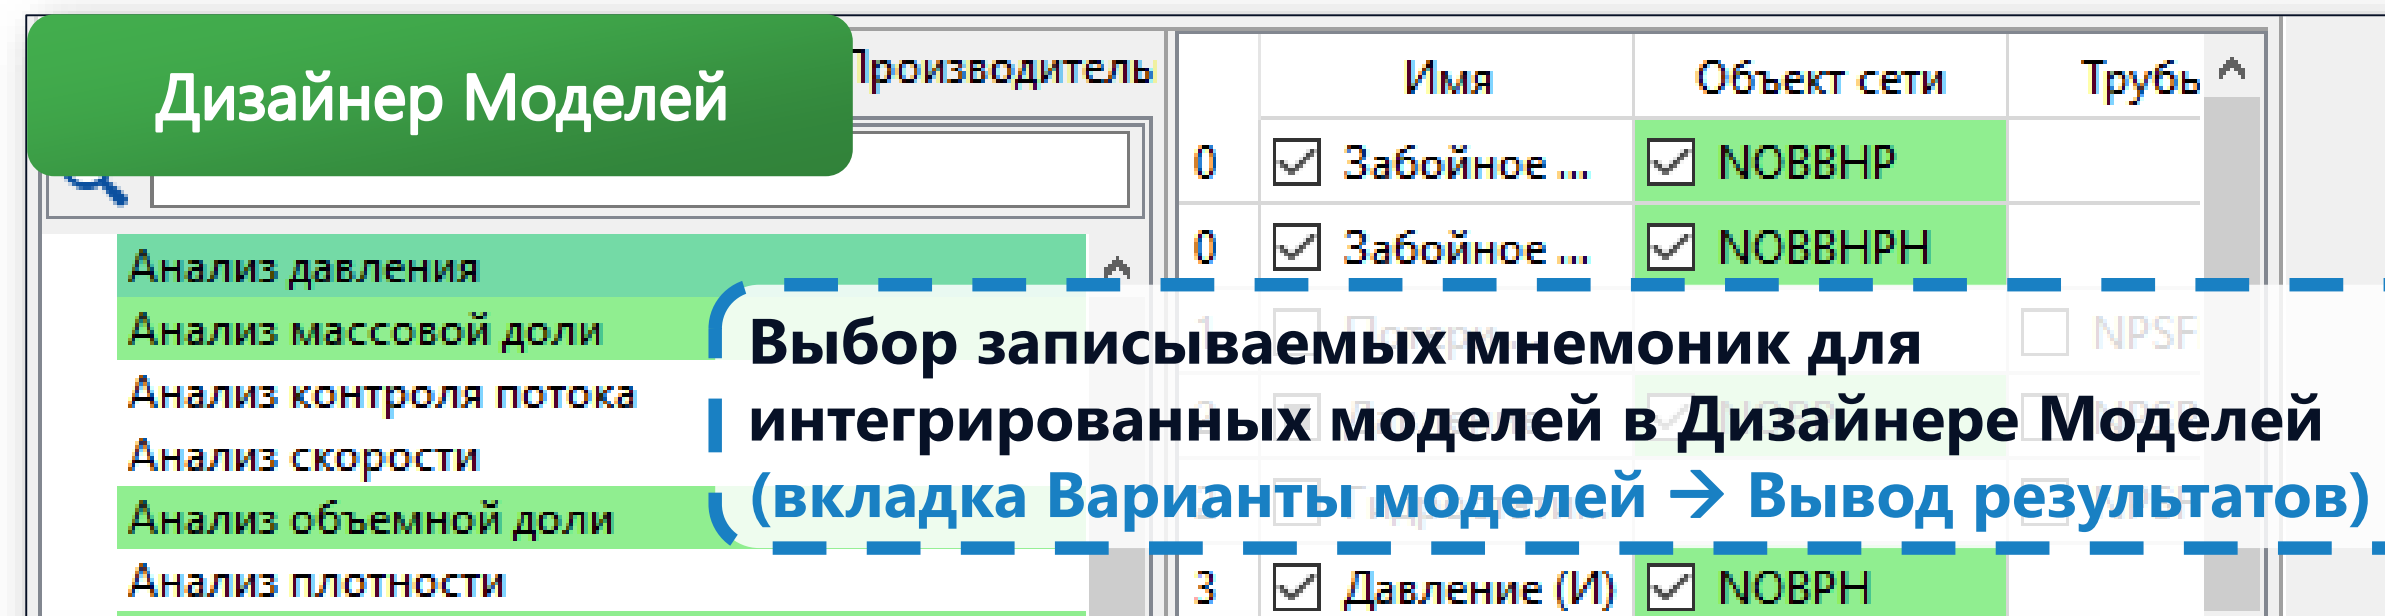 Дизайнер Моделей
Производитель
Имя Объект сети Трубы
0 Забойное ... NOBBHP
0 Забойное ... NOBBHPH
Анализ давления
Анализ массовой доли
Анализ контроля потока
Анализ скорости
Анализ объемной доли
Анализ плотности
NPSF
Выбор записываемых мнемоник для
интегрированных моделей в Дизайнере Моделей
(вкладка Варианты моделей → Вывод результатов)
3 Давление (И) NOBPH